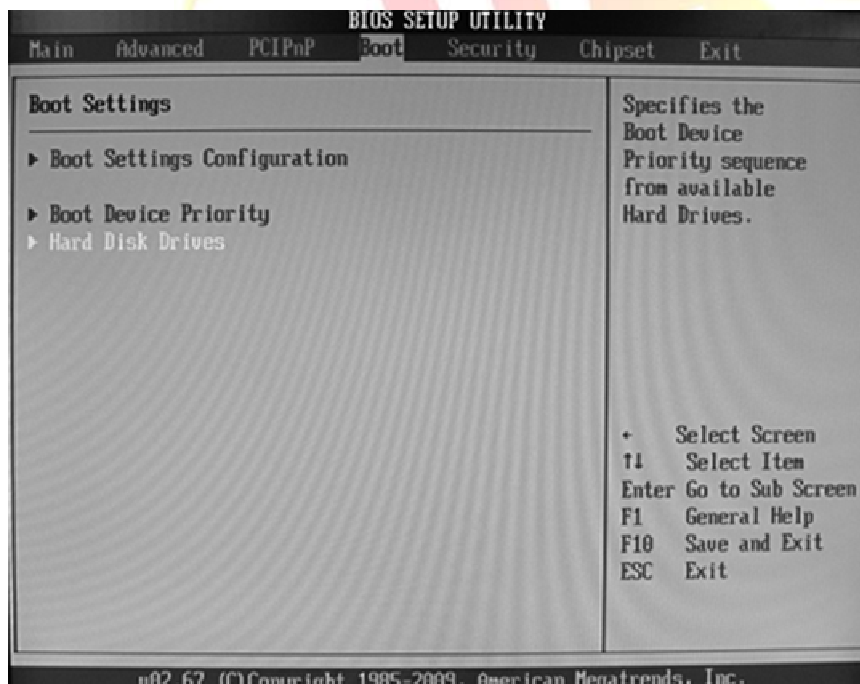 BIOS SETUP UTILITY
Main Advanced PCIPnP Boot Security Chipset Exit
Boot Settings
▶ Boot Settings Configuration
▶ Boot Device Priority
▶ Hard Disk Drives
Specifies the
Boot Device
Priority sequence
from available
Hard Drives.
← Select Screen
↑↓ Select Item
Enter Go to Sub Screen
F1 General Help
F10 Save and Exit
ESC Exit
v02.67 (C)Copyright 1985-2009, American Megatrends, Inc.